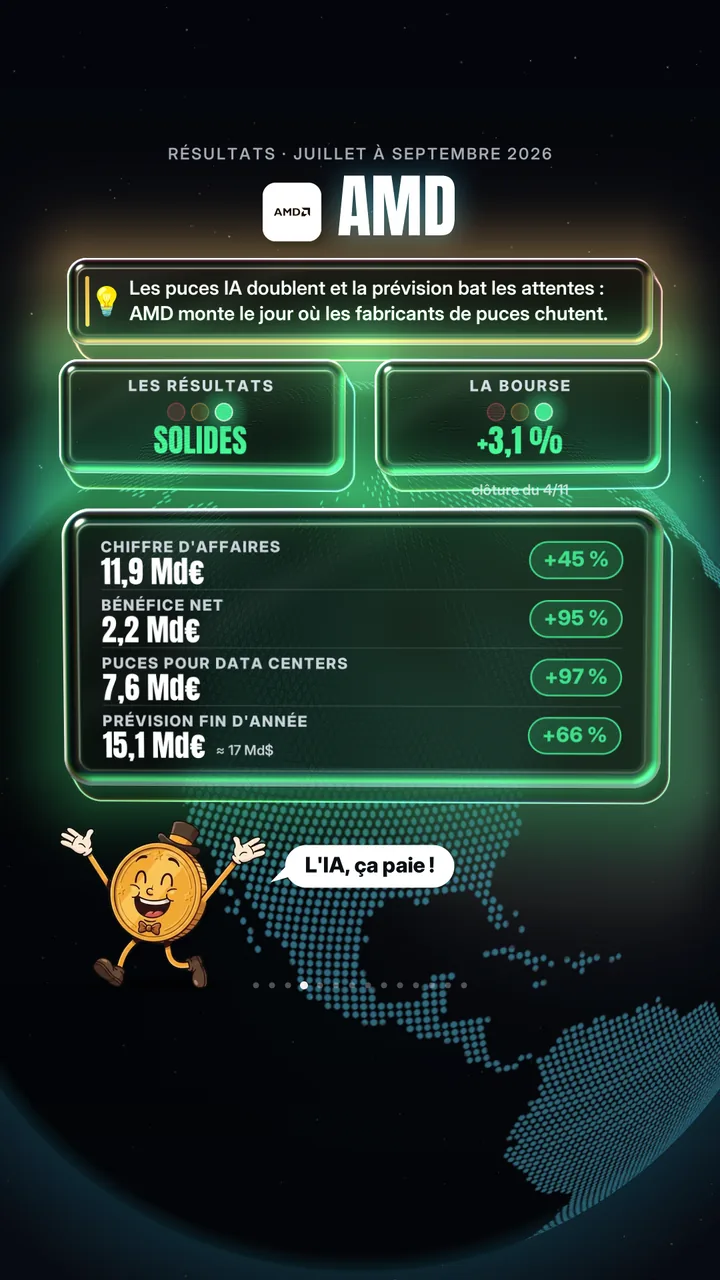 RÉSULTATS · JUILLET À SEPTEMBRE 2026
AMD AMD
Les puces IA doublent et la prévision bat les attentes :
AMD monte le jour où les fabricants de puces chutent.
LES RÉSULTATS
SOLIDES
LA BOURSE
+3,1 %
clôture du 4/11
CHIFFRE D'AFFAIRES
11,9 Md€
+45 %
BÉNÉFICE NET
2,2 Md€
+95 %
PUCES POUR DATA CENTERS
7,6 Md€
+97 %
PRÉVISION FIN D'ANNÉE
15,1 Md€ ≈ 17 Md$
+66 %
L'IA, ça paie !